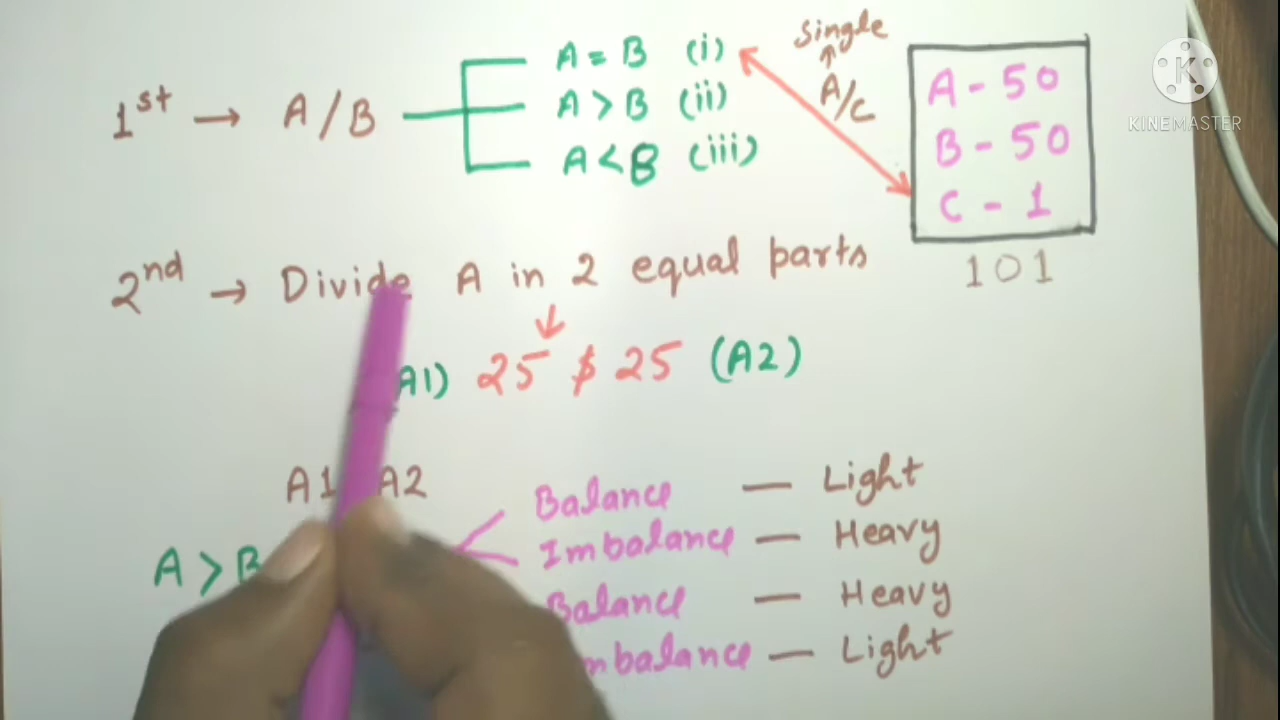 1st → A/B A = B (i)
A > B (ii)
A < B (iii)
Single
↑
A/C
A - 50
B - 50
C - 1
101
2nd → Divide A in 2 equal parts
↓
A1) 25 $ 25 (A2)
A1 A2
A > B
Balance — Light
Imbalance — Heavy
Balance — Heavy
mbalance — Light
KINEMASTER